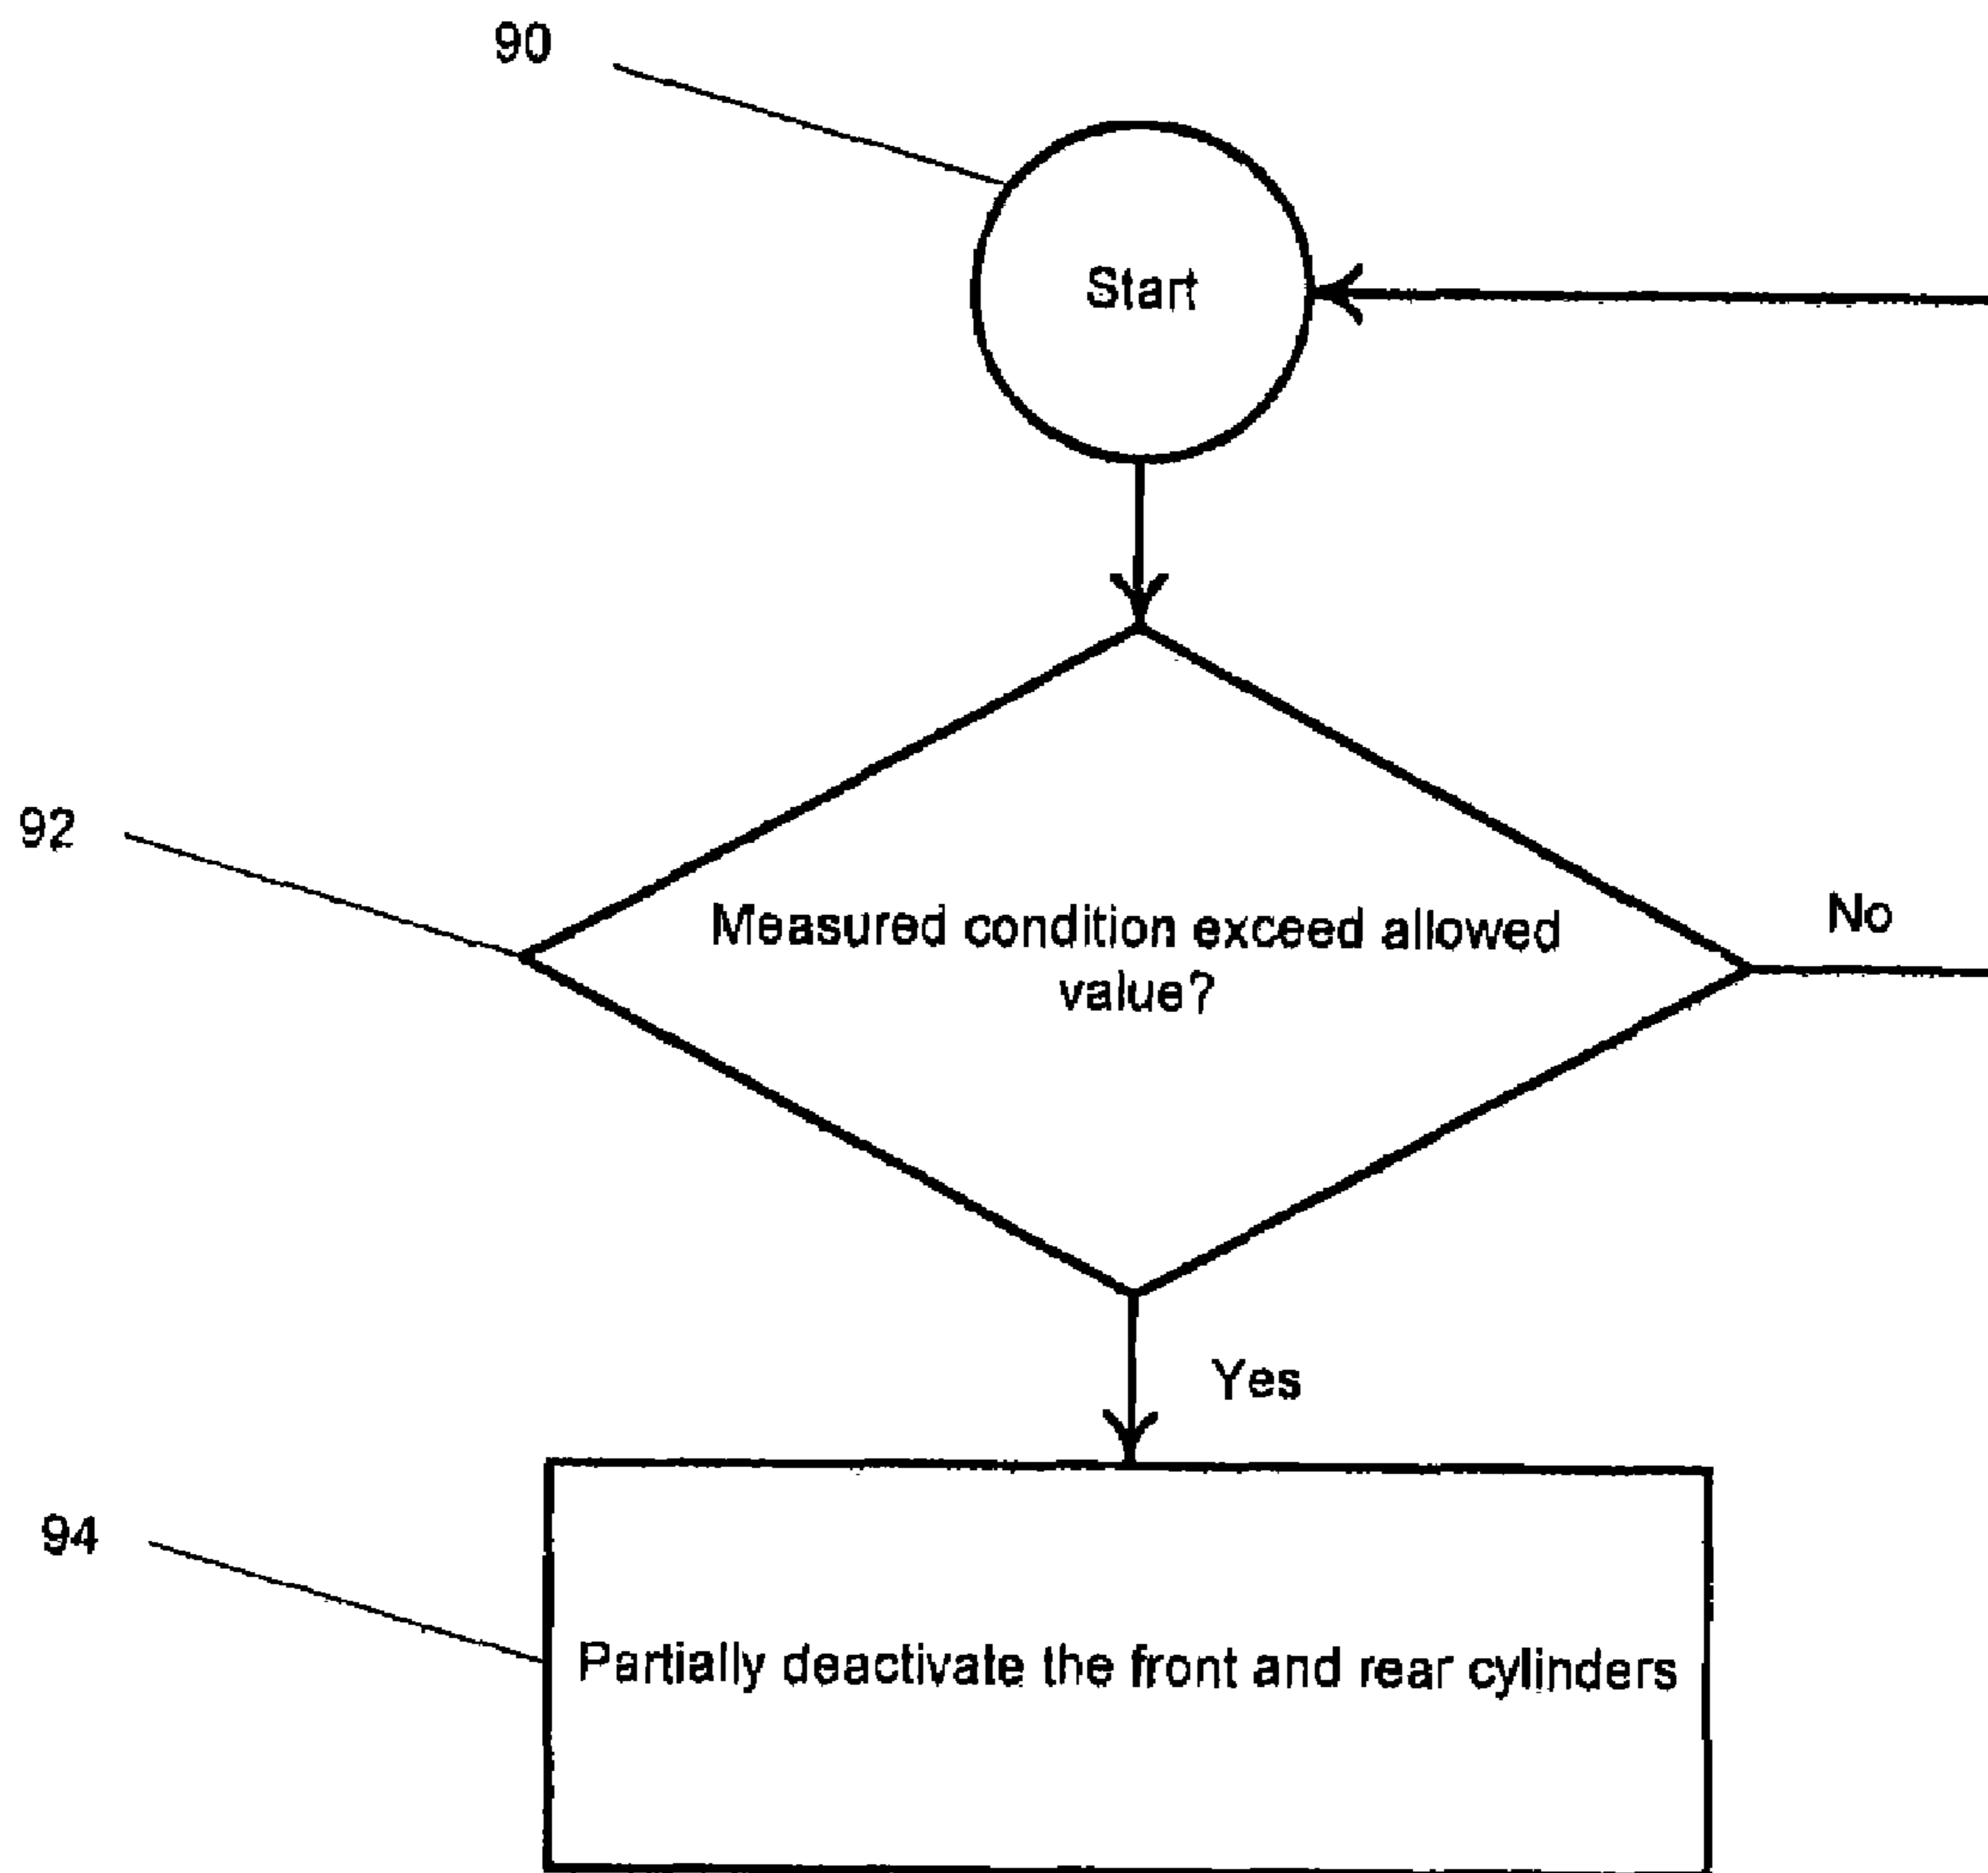 90
Start
92
Measured condition exceed allowed
value?
No
Yes
94
Partially deactivate the front and rear cylinders